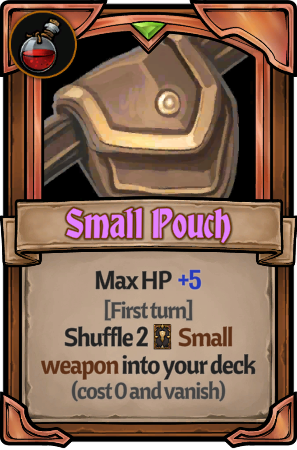 Small Pouch
Max HP +5
[First turn]
Shuffle 2 Small
weapon into your deck
(cost 0 and vanish)